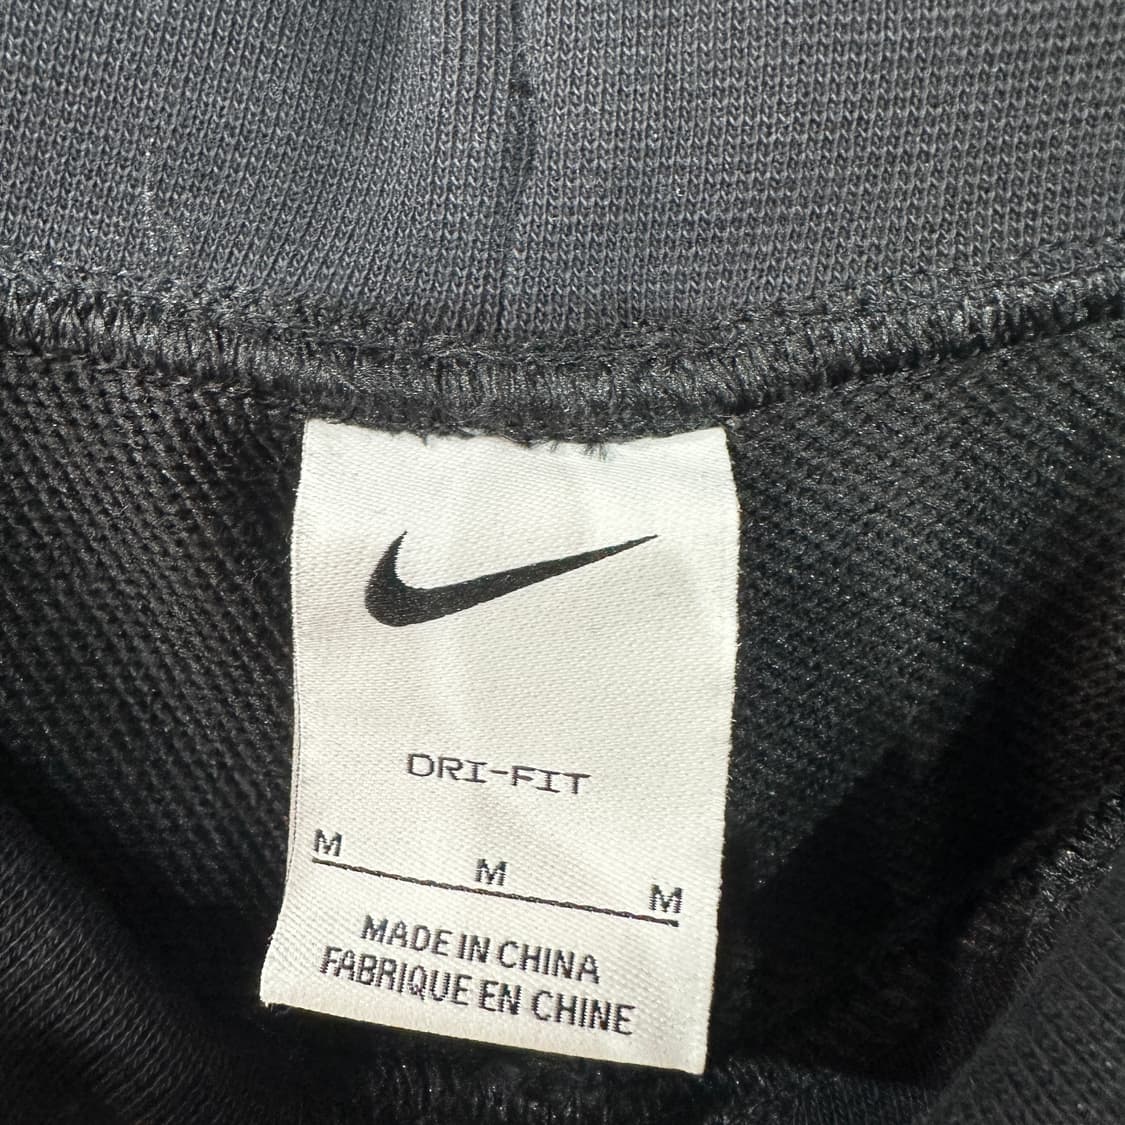 DRI-FIT
M M M
MADE IN CHINA
FABRIQUE EN CHINE